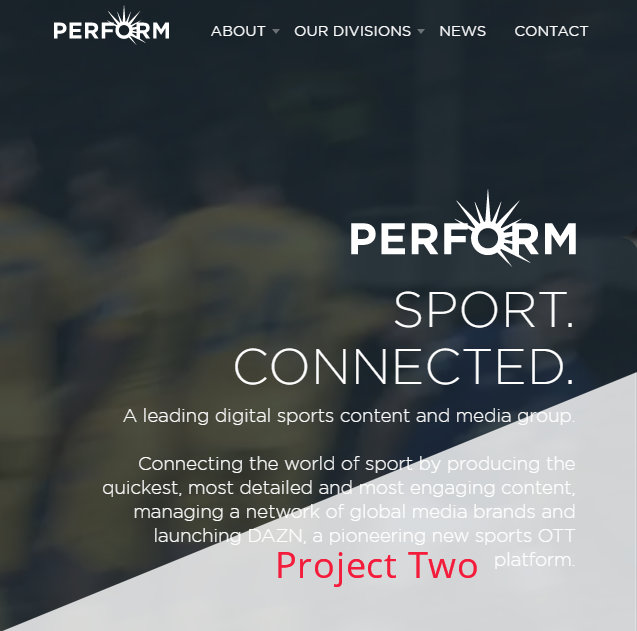 PERFORM ABOUT OUR DIVISIONS NEWS CONTACT
PERFORM
SPORT.
CONNECTED.
A leading digital sports content and media group.
Connecting the world of sport by producing the
quickest, most detailed and most engaging content,
managing a network of global media brands and
launching DAZN, a pioneering new sports OTT
platform.
Project Two